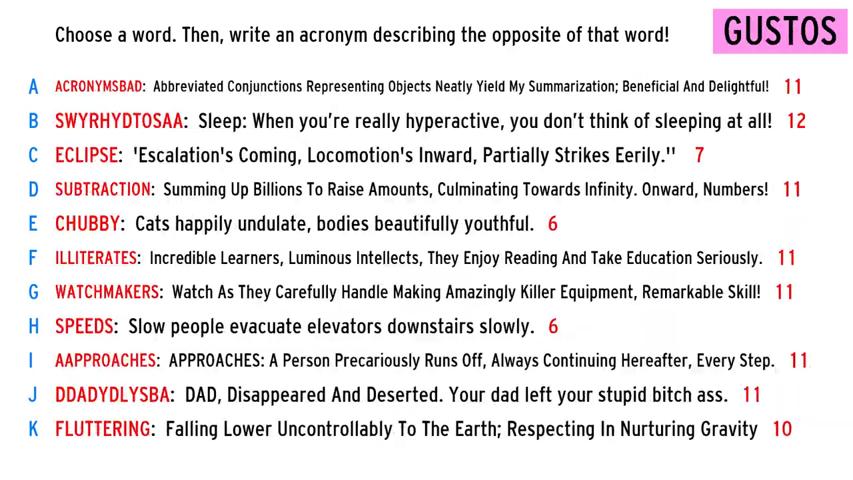 Choose a word. Then, write an acronym describing the opposite of that word!
GUSTOS
A ACRONYMSBAD: Abbreviated Conjunctions Representing Objects Neatly Yield My Summarization; Beneficial And Delightful! 11
B SWYRHYDTOSAA: Sleep: When you're really hyperactive, you don't think of sleeping at all! 12
C ECLIPSE: 'Escalation's Coming, Locomotion's Inward, Partially Strikes Eerily.'' 7
D SUBTRACTION: Summing Up Billions To Raise Amounts, Culminating Towards Infinity. Onward, Numbers! 11
E CHUBBY: Cats happily undulate, bodies beautifully youthful. 6
F ILLITERATES: Incredible Learners, Luminous Intellects, They Enjoy Reading And Take Education Seriously. 11
G WATCHMAKERS: Watch As They Carefully Handle Making Amazingly Killer Equipment, Remarkable Skill! 11
H SPEEDS: Slow people evacuate elevators downstairs slowly. 6
I AAPPROACHES: APPROACHES: A Person Precariously Runs Off, Always Continuing Hereafter, Every Step. 11
J DDADYDLYSBA: DAD, Disappeared And Deserted. Your dad left your stupid bitch ass. 11
K FLUTTERING: Falling Lower Uncontrollably To The Earth; Respecting In Nurturing Gravity 10